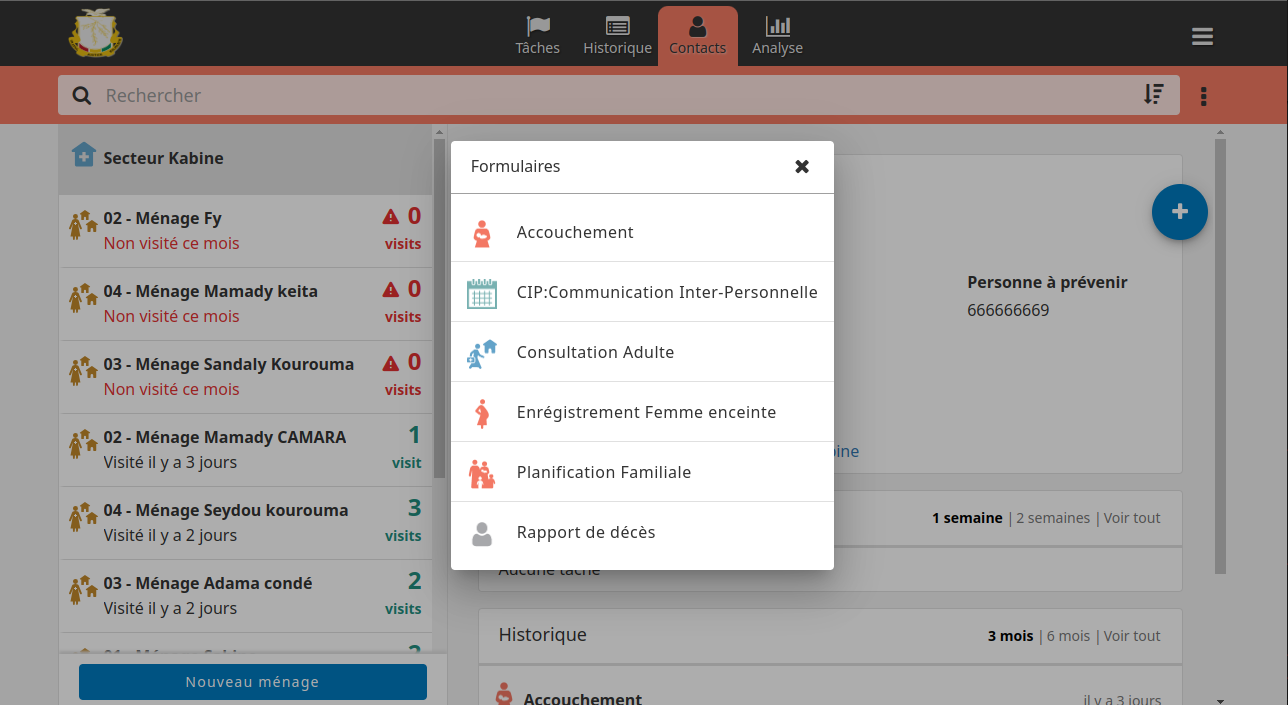 Tâches
Historique
Contacts
Analyse
Rechercher
Secteur Kabine
02 - Ménage Fy
0
Non visité ce mois
visits
04 - Ménage Mamady keita
0
Non visité ce mois
visits
03 - Ménage Sandaly Kourouma
0
Non visité ce mois
visits
02 - Ménage Mamady CAMARA
1
Visité il y a 3 jours
visit
04 - Ménage Seydou kourouma
3
Visité il y a 2 jours
visits
03 - Ménage Adama condé
2
Visité il y a 2 jours
visits
Nouveau ménage
Formulaires
Accouchement
CIP:Communication Inter-Personnelle
Consultation Adulte
Enrégistrement Femme enceinte
Planification Familiale
Rapport de décès
Personne à prévenir
666666669
1 semaine | 2 semaines | Voir tout
Aucune tâche
Historique
3 mois | 6 mois | Voir tout
Accouchement
il y a 3 jours